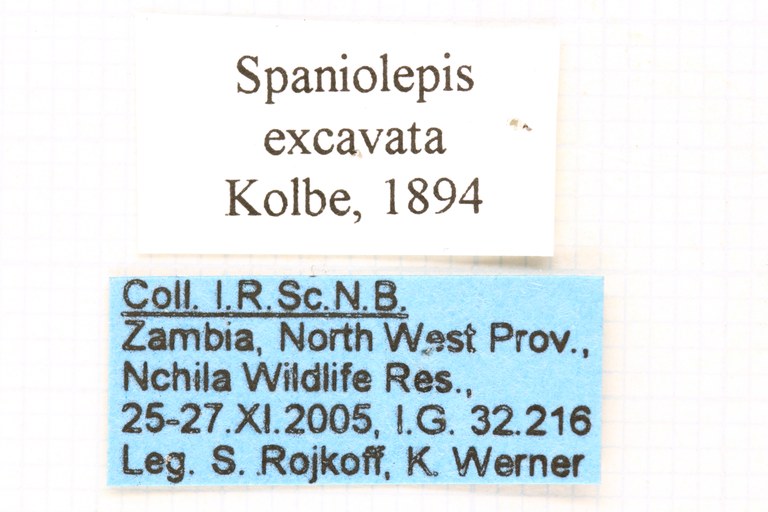 Spaniolepis
excavata
Kolbe, 1894
Coll. I.R.Sc.N.B.
Zambia, North West Prov.,
Nchila Wildlife Res.,
25-27.XI.2005, I.G. 32.216
Leg. S. Rojkoff, K. Werner